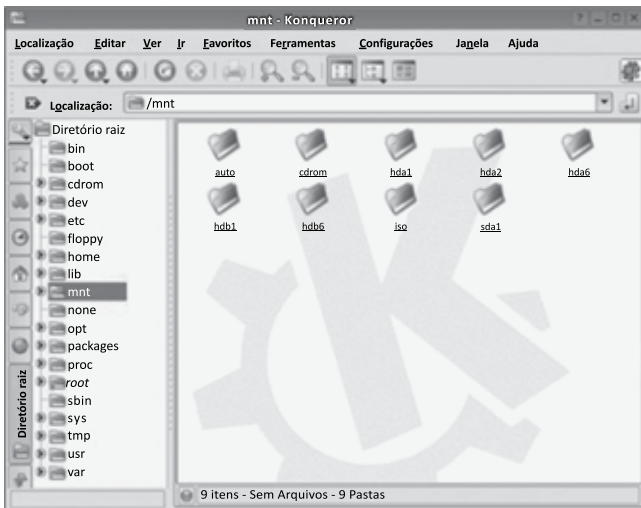 mnt - Konqueror
Localização Editar Ver Ir Favoritos Ferramentas Configurações Janela Ajuda
Localização: /mnt
Diretório raiz
bin
boot
cdrom
dev
etc
floppy
home
lib
mnt
none
opt
packages
proc
root
sbin
sys
tmp
usr
var
Diretório raiz
auto cdrom hda1 hda2 hda6
hdb1 hdb6 iso sda1
9 itens - Sem Arquivos - 9 Pastas